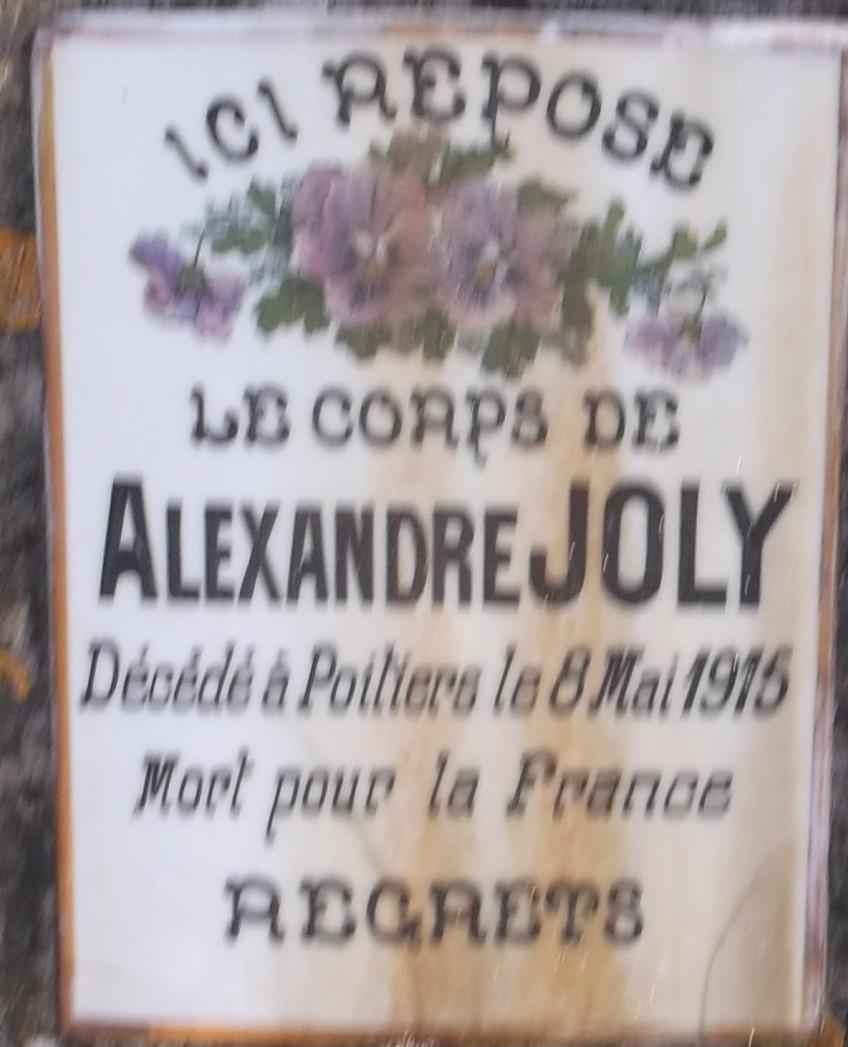 ICI REPOSE
LE CORPS DE
ALEXANDRE JOLY
Décédé à Poitiers le 8 Mai 1915
Mort pour la France
REGRETS